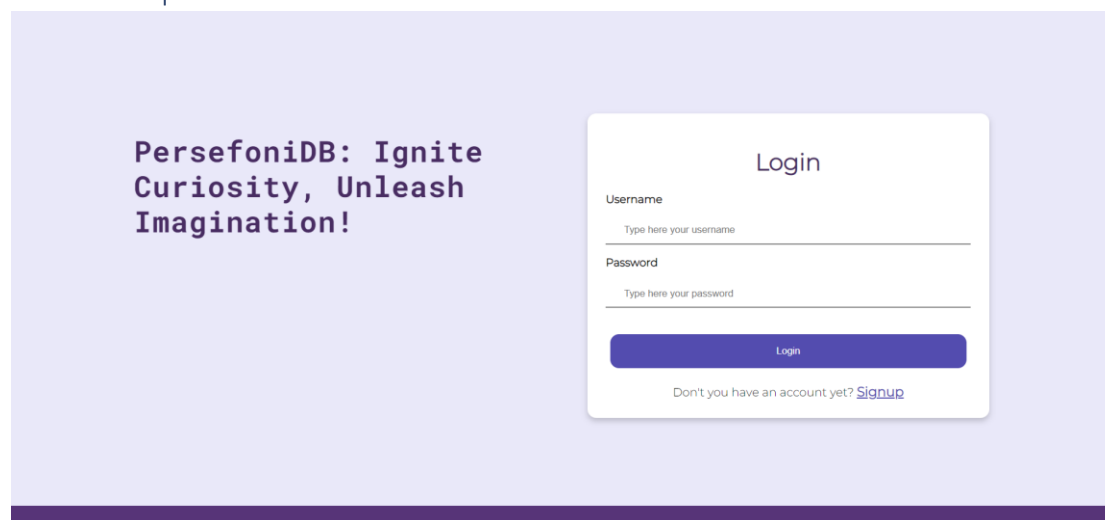 PersefoniDB: Ignite
Curiosity, Unleash
Imagination!
Login
Username
Type here your username
Password
Type here your password
Login
Don't you have an account yet? Signup